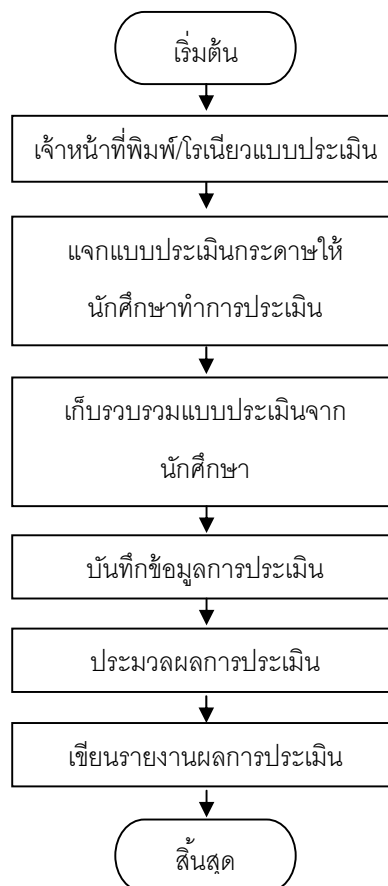 เริ่มต้น
เจ้าหน้าที่พิมพ์/โรเนียวแบบประเมิน
แจกแบบประเมินกระดาษให้
นักศึกษาทำการประเมิน
เก็บรวบรวมแบบประเมินจาก
นักศึกษา
บันทึกข้อมูลการประเมิน
ประมวลผลการประเมิน
เขียนรายงานผลการประเมิน
สิ้นสุด